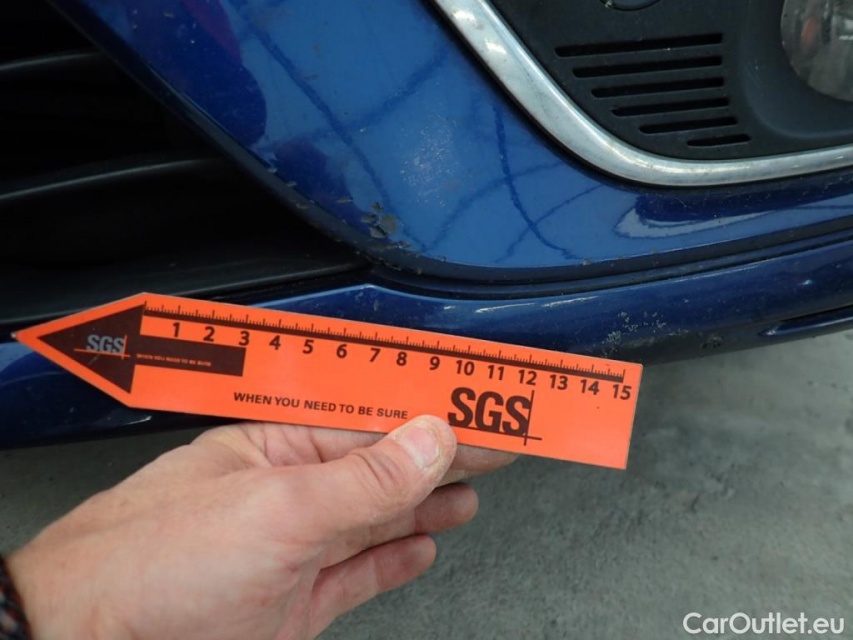 1 2 3 4 5 6 7 8 9 10 11 12 13 14 15
SGS
WHEN YOU NEED TO BE SURE
WHEN YOU NEED TO BE SURE
SGS
CarOutlet.eu